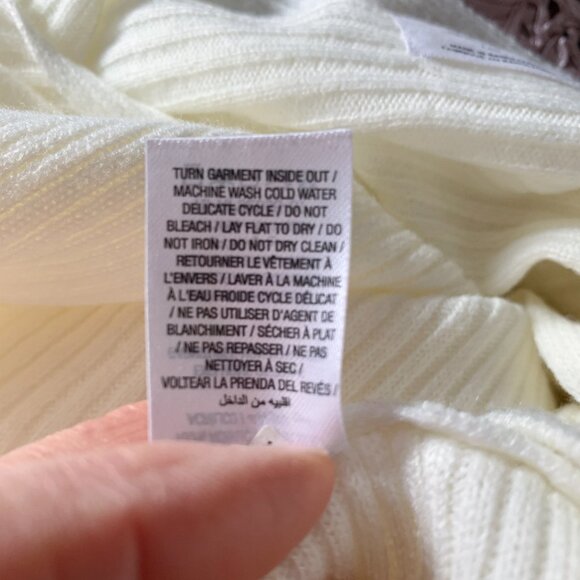 TURN GARMENT INSIDE OUT /
MACHINE WASH COLD WATER
DELICATE CYCLE / DO NOT
BLEACH / LAY FLAT TO DRY / DO
NOT IRON / DO NOT DRY CLEAN /
RETOURNER LE VÊTEMENT À
L'ENVERS / LAVER À LA MACHINE
À L'EAU FROIDE CYCLE DÉLICAT
/ NE PAS UTILISER D'AGENT DE
BLANCHIMENT / SÉCHER À PLAT
/ NE PAS REPASSER / NE PAS
NETTOYER À SEC /
VOLTEAR LA PRENDA DEL REVÉS /
تقلبيه من الداخل